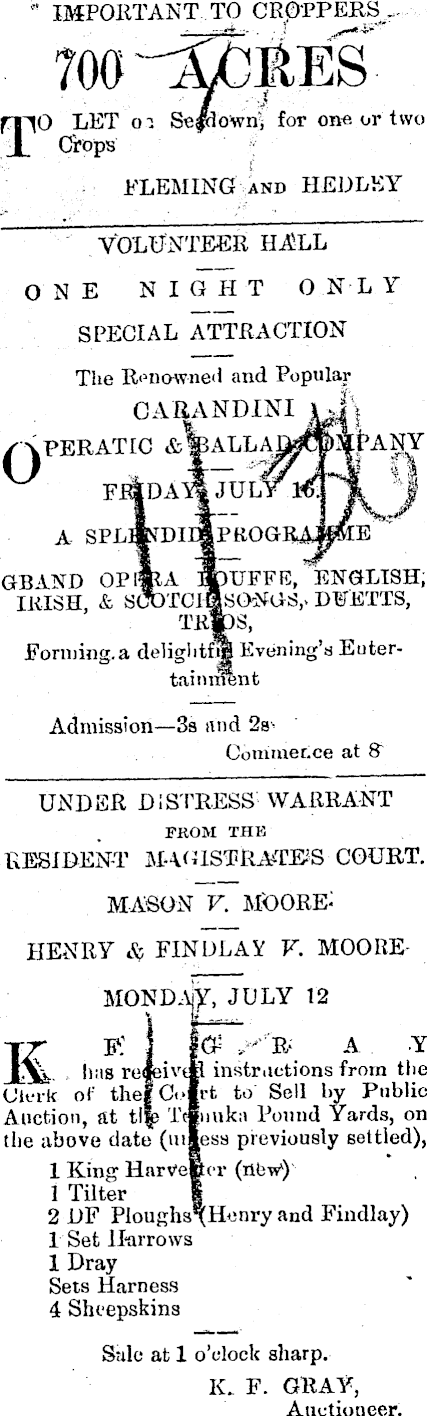 IMPORTANT TO CROPPERS
700 ACRES
TO LET on Seadown, for one or two
Crops
FLEMING AND HEDLEY
VOLUNTEER HALL
ONE NIGHT ONLY
SPECIAL ATTRACTION
The Renowned and Popular
CARANDINI
OPERATIC & BALLAD COMPANY
FRIDAY JULY 16.
A SPLENDID PROGRAMME
GBAND OPERA BOUFFE, ENGLISH,
IRISH, & SCOTCH SONGS, DUETTS,
TRIOS,
Forming a delightful Evening's Enter-
tainment
Admission—3s and 2s
Commence at 8
UNDER DISTRESS WARRANT
FROM THE
RESIDENT MAGISTRATE'S COURT.
MASON V. MOORE
HENRY & FINDLAY V. MOORE
MONDAY, JULY 12
K F GRAY
has received instructions from the
Clerk of the Court to Sell by Public
Auction, at the Temuka Pound Yards, on
the above date (unless previously settled),
1 King Harvester (new)
1 Tilter
2 DF Ploughs (Henry and Findlay)
1 Set Harrows
1 Dray
Sets Harness
4 Sheepskins
Sale at 1 o'clock sharp.
K. F. GRAY,
Auctioneer.